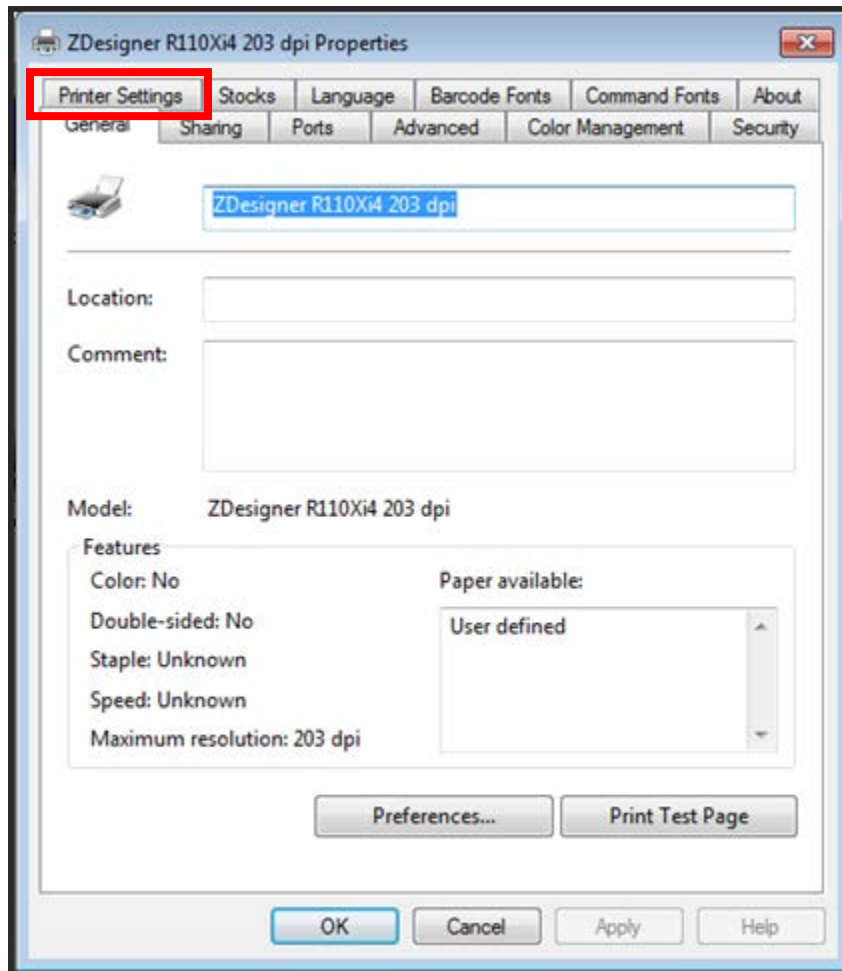 ZDesigner R110Xi4 203 dpi Properties
Printer Settings Stocks Language Barcode Fonts Command Fonts About
General Sharing Ports Advanced Color Management Security
ZDesigner R110Xi4 203 dpi
Location:
Comment:
Model: ZDesigner R110Xi4 203 dpi
Features
Color: No Paper available:
Double-sided: No User defined
Staple: Unknown
Speed: Unknown
Maximum resolution: 203 dpi
Preferences... Print Test Page
OK Cancel Apply Help